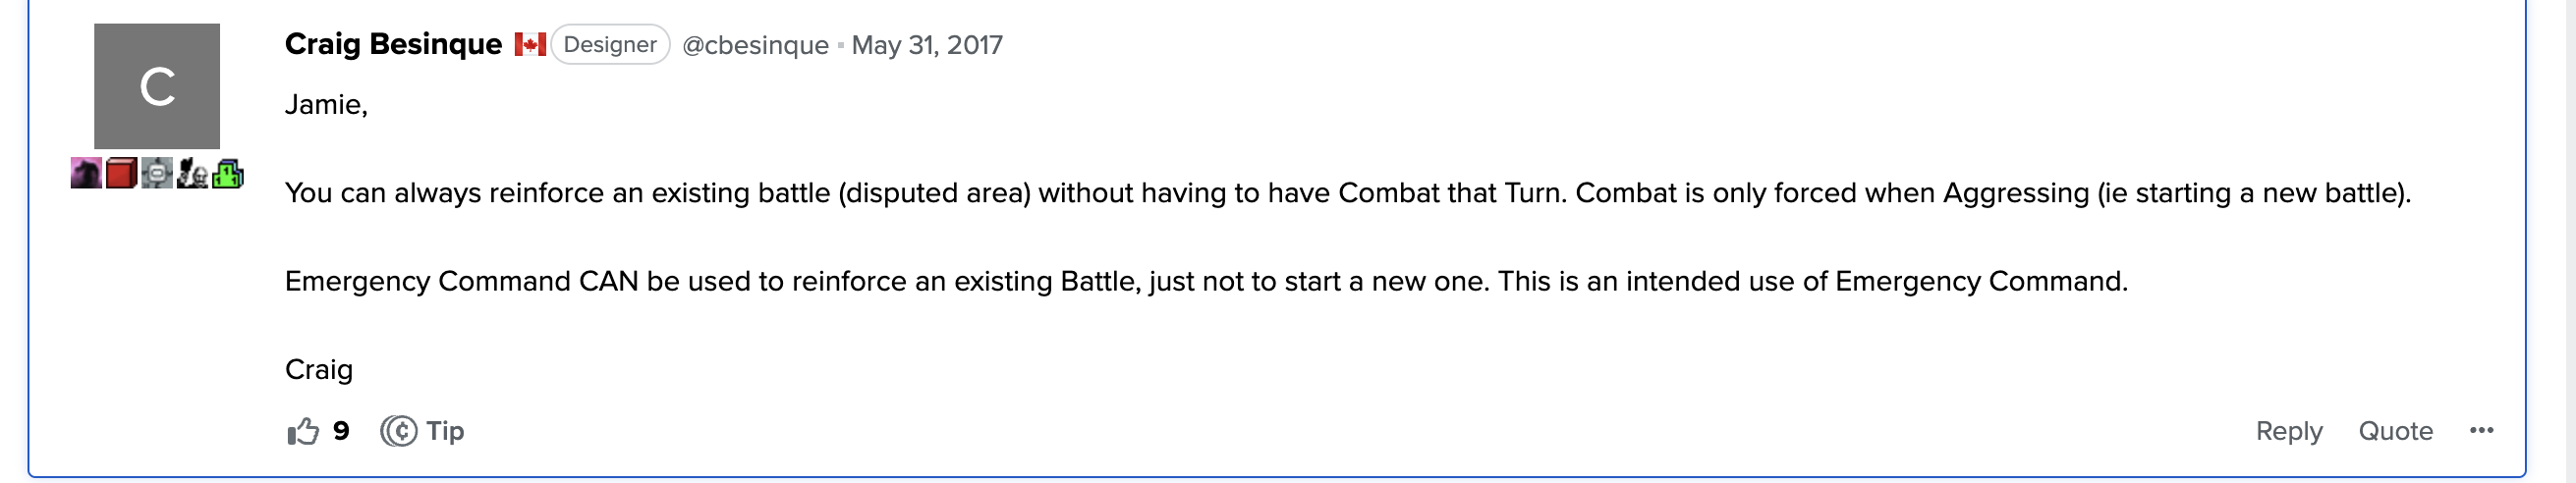 C
Craig Besinque Designer @cbesinque ▪ May 31, 2017
Jamie,
You can always reinforce an existing battle (disputed area) without having to have Combat that Turn. Combat is only forced when Aggressing (ie starting a new battle).
Emergency Command CAN be used to reinforce an existing Battle, just not to start a new one. This is an intended use of Emergency Command.
Craig
9 Tip Reply Quote •••